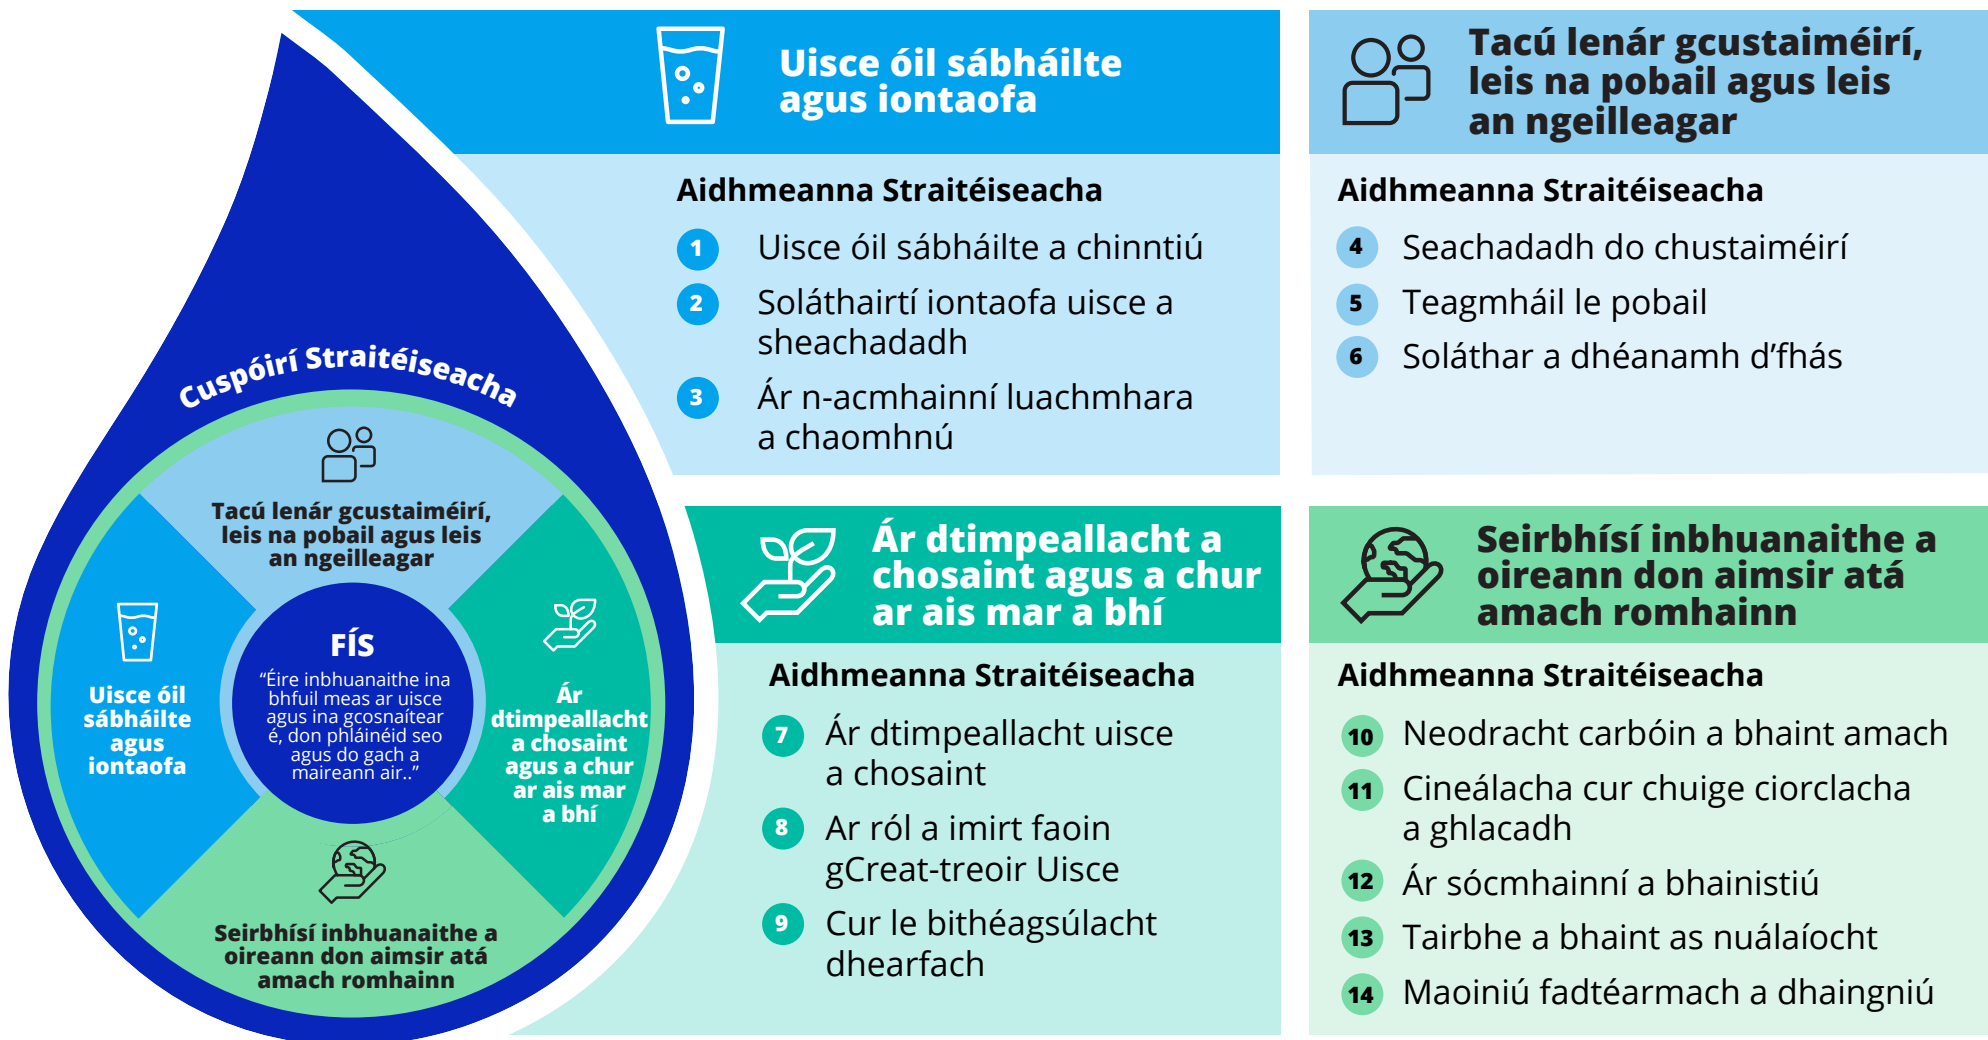 Cuspóirí Straitéiseacha
Tacú lenár gcustaiméirí,
leis na pobail agus leis
an ngeilleagar
Uisce óil
sábháilte
agus
iontaofa
FÍS
“Éire inbhuanaithe ina
bhfuil meas ar uisce
agus ina gcosnaítear
é, don phláinéid seo
agus do gach a
maireann air..”
Ár
dtimpeallacht
a chosaint
agus a chur
ar ais mar
a bhí
Seirbhísí inbhuanaithe a
oireann don aimsir atá
amach romhainn
Uisce óil sábháilte
agus iontaofa
Aidhmeanna Straitéiseacha
1 Uisce óil sábháilte a chinntiú
2 Soláthairtí iontaofa uisce a
sheachadadh
3 Ár n-acmhainní luachmhara
a chaomhnú
Tacú lenár gcustaiméirí,
leis na pobail agus leis
an ngeilleagar
Aidhmeanna Straitéiseacha
4 Seachadadh do chustaiméirí
5 Teagmháil le pobail
6 Soláthar a dhéanamh d’fhás
Ár dtimpeallacht a
chosaint agus a chur
ar ais mar a bhí
Aidhmeanna Straitéiseacha
7 Ár dtimpeallacht uisce
a chosaint
8 Ar ról a imirt faoin
gCreat-treoir Uisce
9 Cur le bithéagsúlacht
dhearfach
Seirbhísí inbhuanaithe a
oireann don aimsir atá
amach romhainn
Aidhmeanna Straitéiseacha
10 Neodracht carbóin a bhaint amach
11 Cineálacha cur chuige ciorclacha
a ghlacadh
12 Ár sócmhainní a bhainistiú
13 Tairbhe a bhaint as nuálaíocht
14 Maoiniú fadtéarmach a dhaingniú